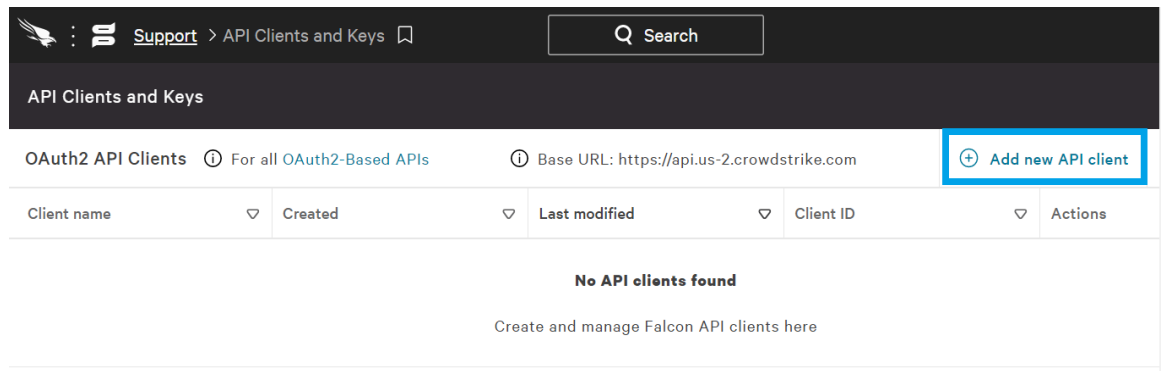 Support > API Clients and Keys
Search
API Clients and Keys
OAuth2 API Clients For all OAuth2-Based APIs Base URL: https://api.us-2.crowdstrike.com Add new API client
Client name Created Last modified Client ID Actions
No API clients found
Create and manage Falcon API clients here